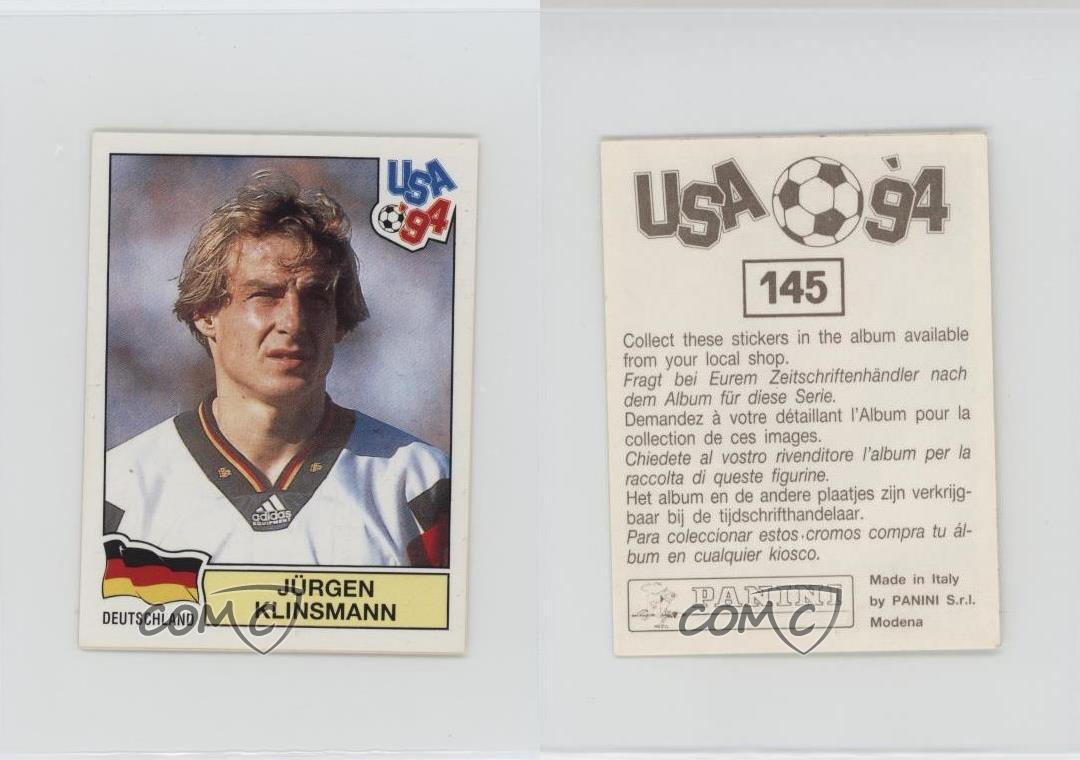 USA
'94
adidas
EQUIPMENT
JÜRGEN
KLINSMANN
DEUTSCHLAND
COMC
USA '94
145
Collect these stickers in the album available
from your local shop.
Fragt bei Eurem Zeitschriftenhändler nach
dem Album für diese Serie.
Demandez à votre détaillant l'Album pour la
collection de ces images.
Chiedete al vostro rivenditore l'album per la
raccolta di queste figurine.
Het album en de andere plaatjes zijn verkrijg-
baar bij de tijdschrifthandelaar.
Para coleccionar estos cromos compra tu ál-
bum en cualquier kiosco.
PANINI
COMC
Made in Italy
by PANINI S.r.l.
Modena